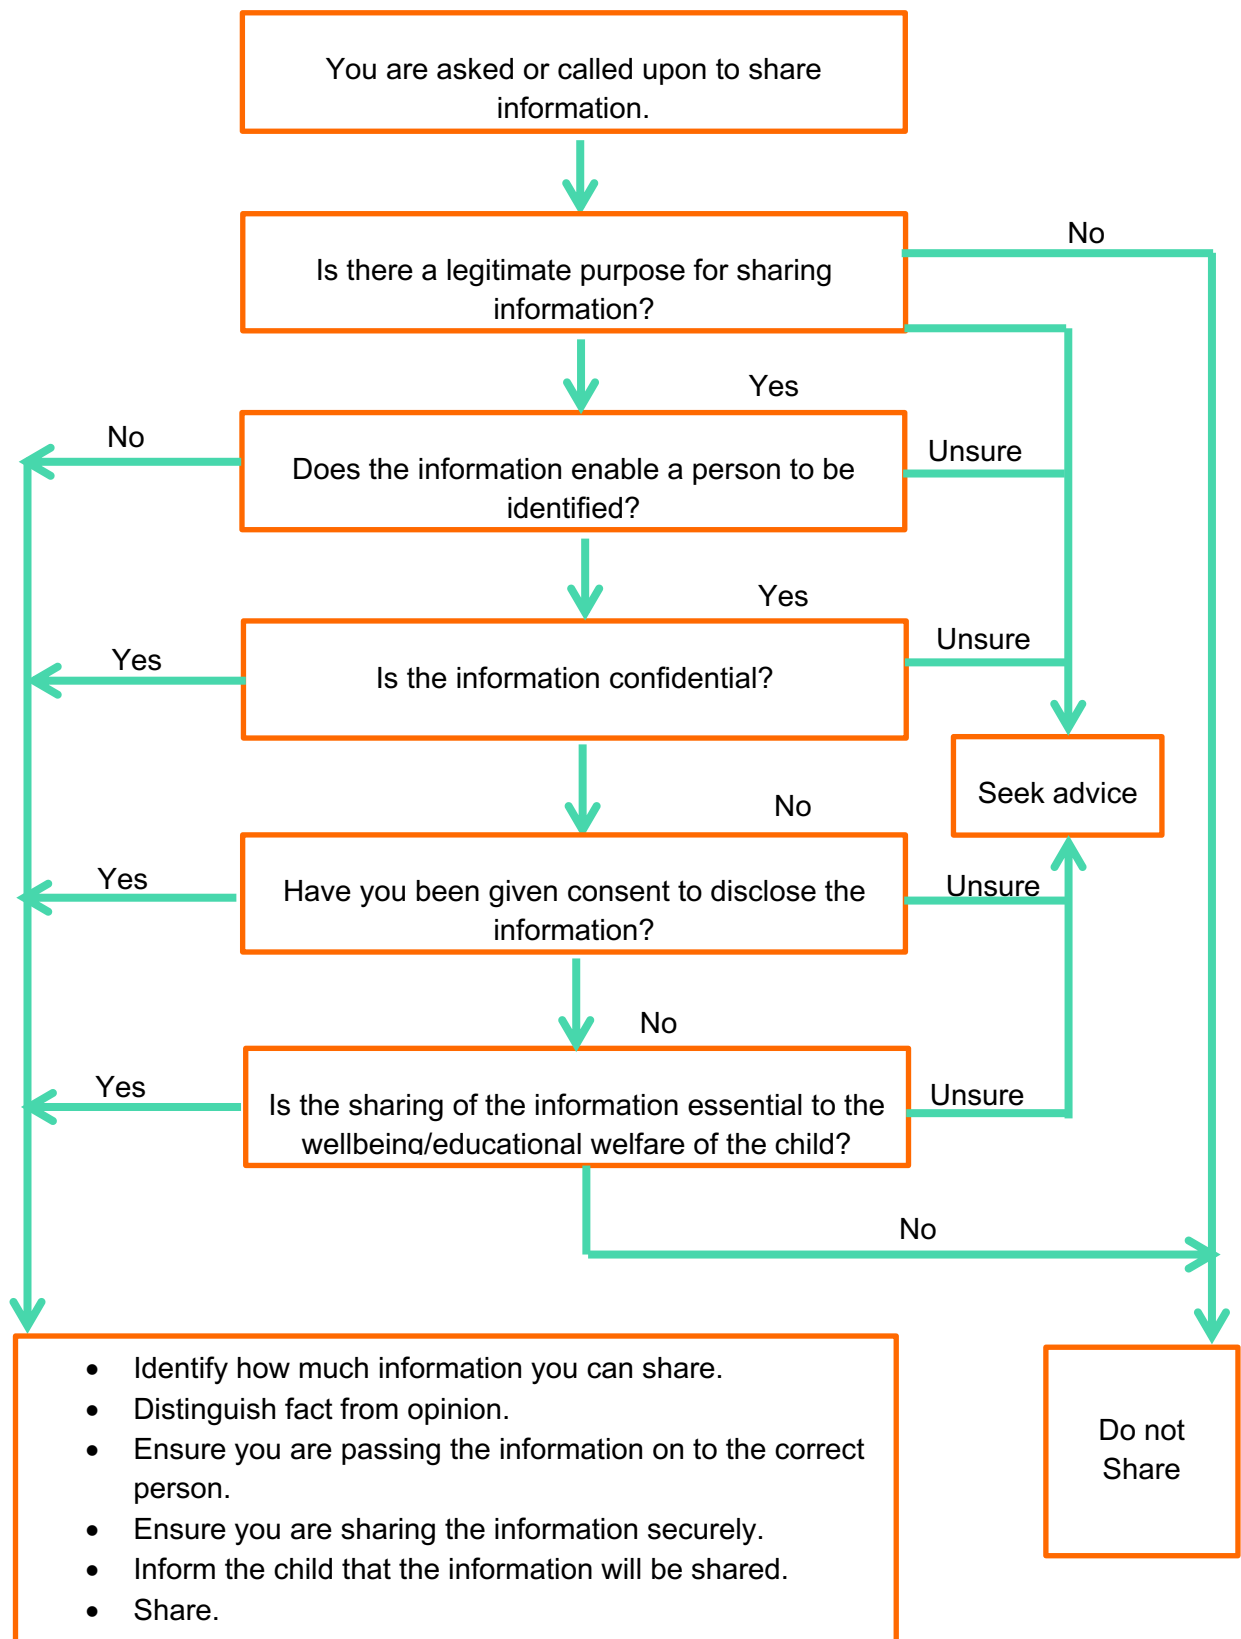 You are asked or called upon to share
information.
No
Is there a legitimate purpose for sharing
information?
Yes
No
Unsure
Does the information enable a person to be
identified?
Yes
Unsure
Yes
Is the information confidential?
Seek advice
No
Yes
Unsure
Have you been given consent to disclose the
information?
No
Yes
Unsure
Is the sharing of the information essential to the
wellbeing/educational welfare of the child?
No
• Identify how much information you can share.
• Distinguish fact from opinion.
• Ensure you are passing the information on to the correct
person.
• Ensure you are sharing the information securely.
• Inform the child that the information will be shared.
• Share.
Do not
Share